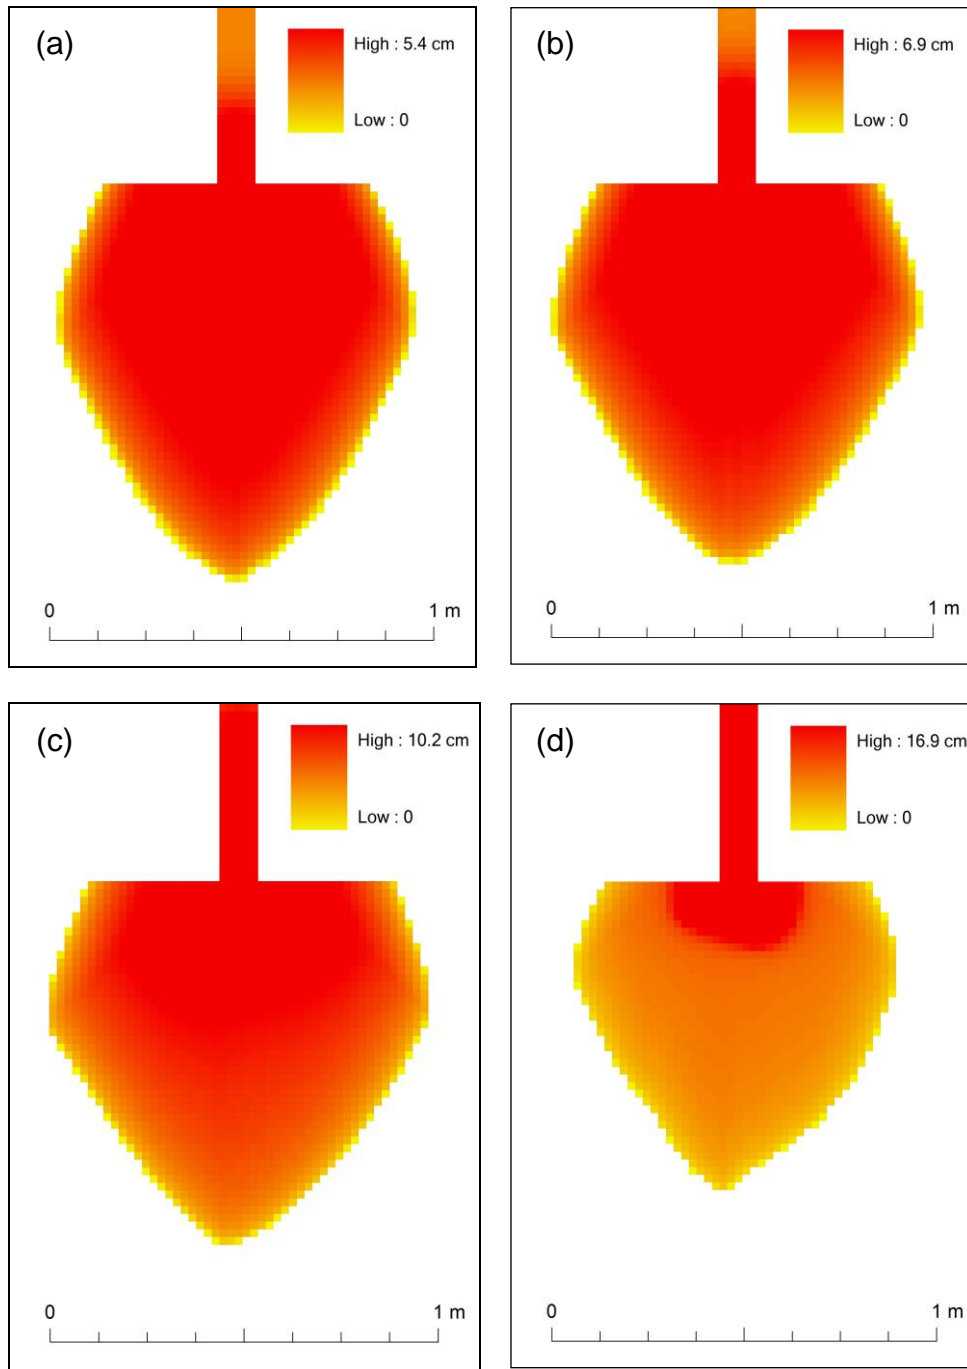 (a)
High : 5.4 cm
Low : 0
0 1 m
(b)
High : 6.9 cm
Low : 0
0 1 m
(c)
High : 10.2 cm
Low : 0
0 1 m
(d)
High : 16.9 cm
Low : 0
0 1 m